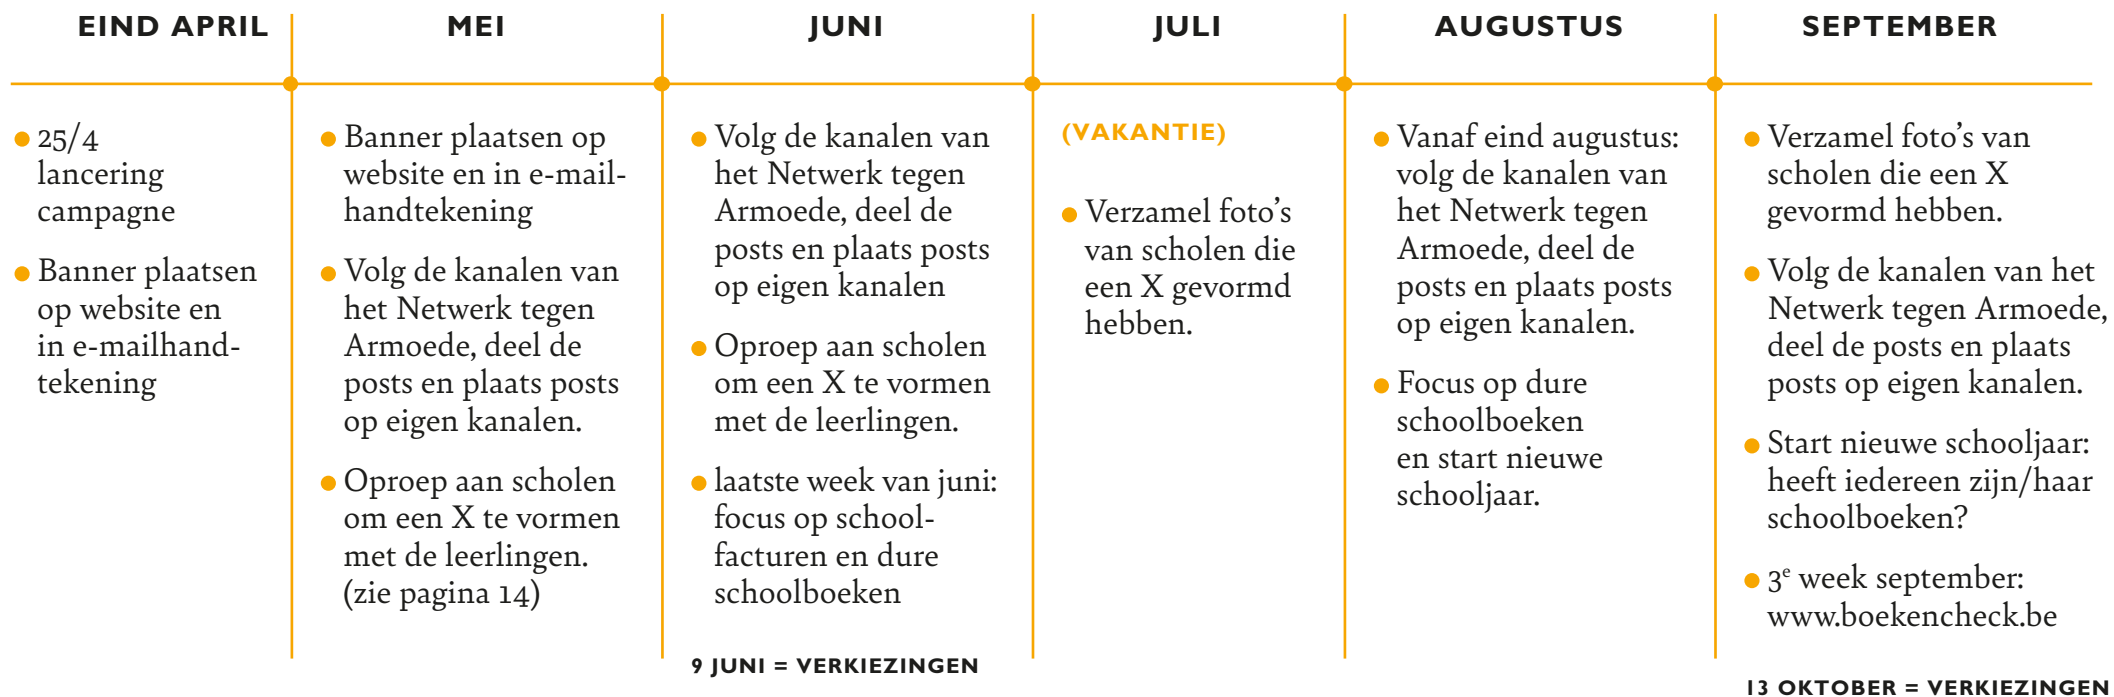 EIND APRIL
25/4
lancering
campagne
Banner plaatsen
op website en
in e-mailhand-
tekening
MEI
Banner plaatsen op
website en in e-mail-
handtekening
Volg de kanalen van
het Netwerk tegen
Armoede, deel de
posts en plaats posts
op eigen kanalen.
Oproep aan scholen
om een X te vormen
met de leerlingen.
(zie pagina 14)
JUNI
Volg de kanalen van
het Netwerk tegen
Armoede, deel de
posts en plaats posts
op eigen kanalen
Oproep aan scholen
om een X te vormen
met de leerlingen.
laatste week van juni:
focus op school-
facturen en dure
schoolboeken
9 JUNI = VERKIEZINGEN
JULI
(VAKANTIE)
Verzamel foto's
van scholen die
een X gevormd
hebben.
AUGUSTUS
Vanaf eind augustus:
volg de kanalen van
het Netwerk tegen
Armoede, deel de
posts en plaats posts
op eigen kanalen.
Focus op dure
schoolboeken
en start nieuwe
schooljaar.
SEPTEMBER
Verzamel foto's van
scholen die een X
gevormd hebben.
Volg de kanalen van het
Netwerk tegen Armoede,
deel de posts en plaats
posts op eigen kanalen.
Start nieuwe schooljaar:
heeft iedereen zijn/haar
schoolboeken?
3e week september:
www.boekencheck.be
13 OKTOBER = VERKIEZINGEN